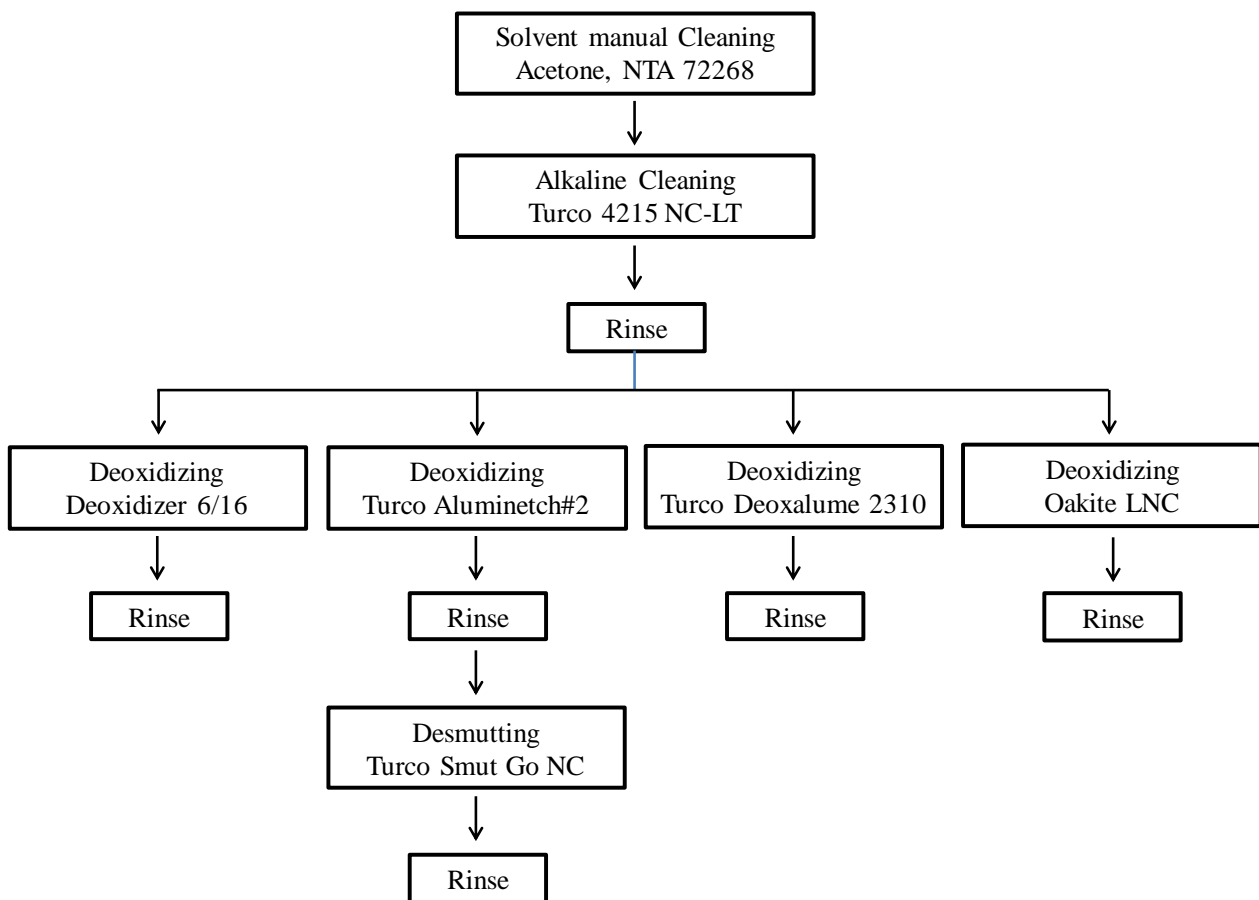 Solvent manual Cleaning
Acetone, NTA 72268
Alkaline Cleaning
Turco 4215 NC-LT
Rinse
Deoxidizing
Deoxidizer 6/16
Deoxidizing
Turco Aluminetch#2
Deoxidizing
Turco Deoxalume 2310
Deoxidizing
Oakite LNC
Rinse
Rinse
Rinse
Rinse
Desmutting
Turco Smut Go NC
Rinse